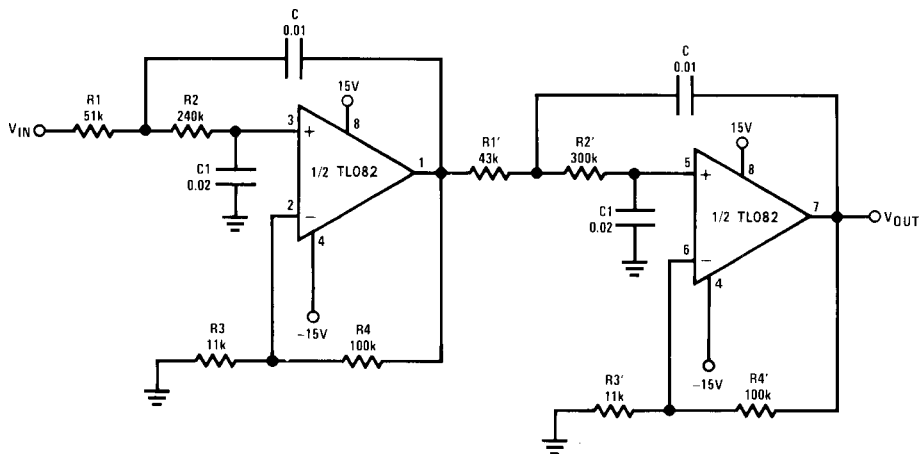 C
0.01
15V
R1
51k
R2
240k
VIN
3
+
8
C1
0.02
1/2 TL082
1
2
−
4
−15V
R3
11k
R4
100k
C
0.01
15V
R1'
43k
R2'
300k
5
+
8
C1
0.02
1/2 TL082
7
VOUT
6
−
4
−15V
R3'
11k
R4'
100k